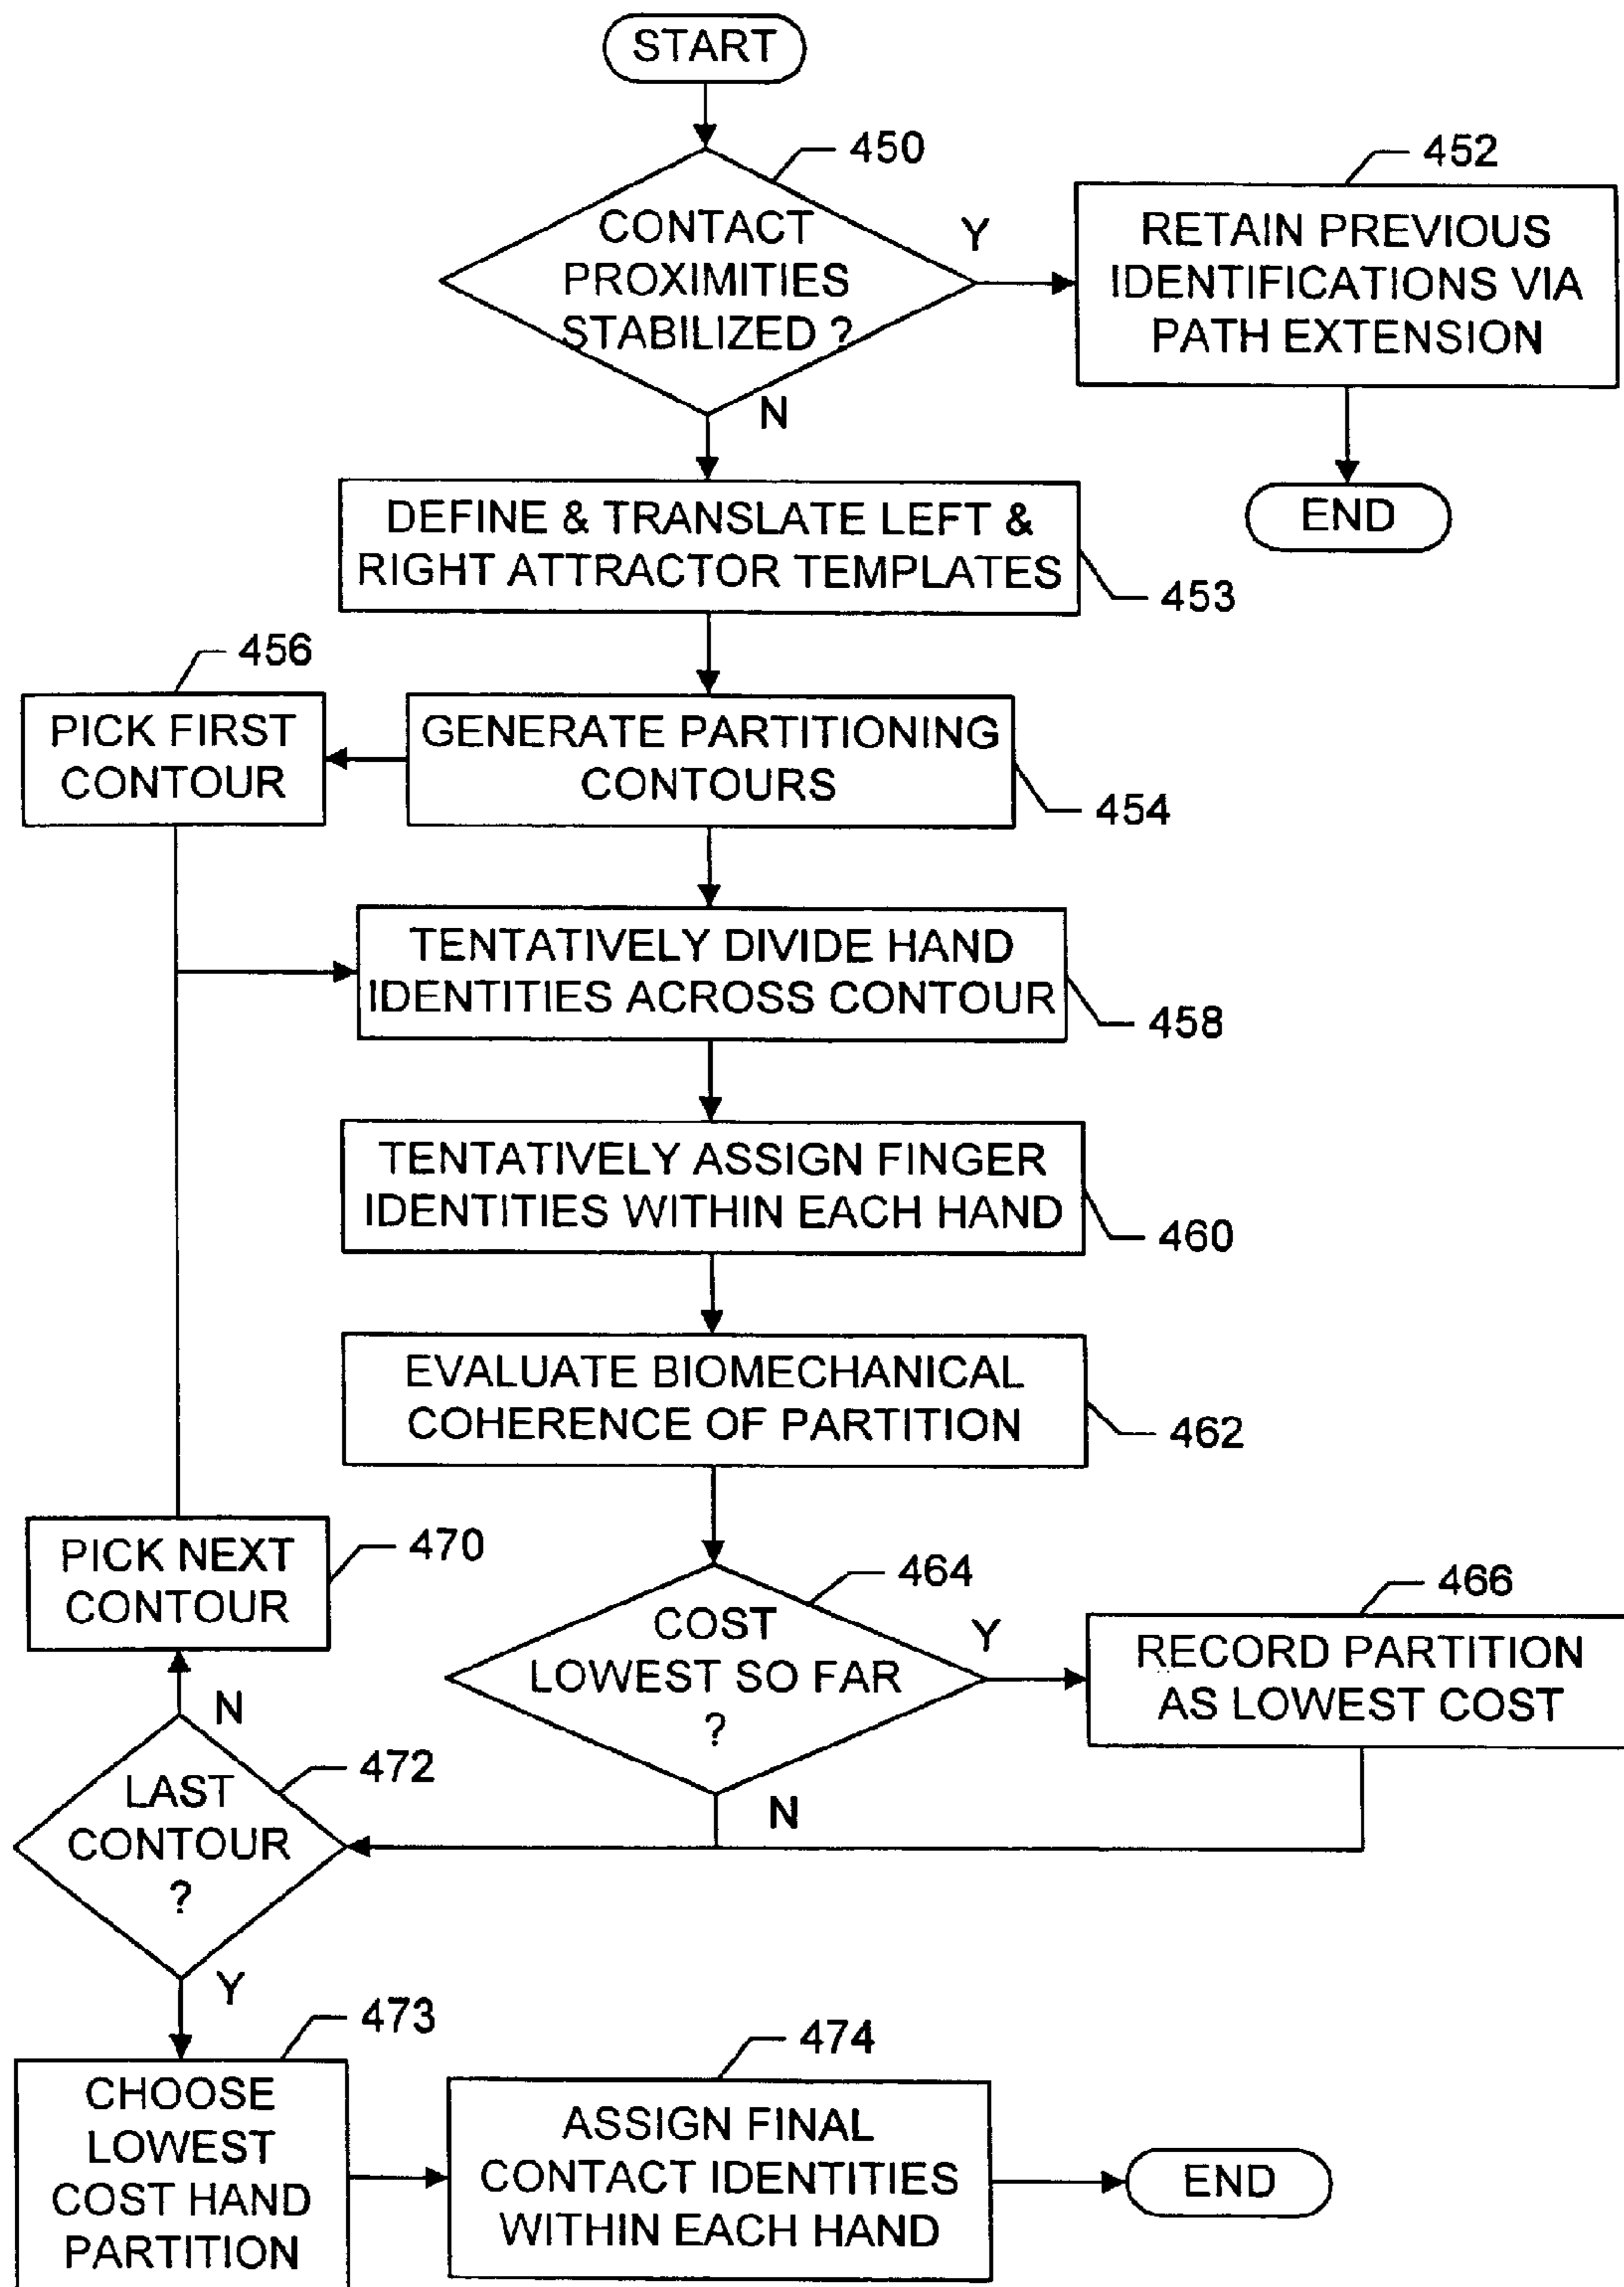 START
450
CONTACT
PROXIMITIES
STABILIZED ?
Y
N
452
RETAIN PREVIOUS
IDENTIFICATIONS VIA
PATH EXTENSION
END
DEFINE & TRANSLATE LEFT &
RIGHT ATTRACTOR TEMPLATES
453
456
PICK FIRST
CONTOUR
GENERATE PARTITIONING
CONTOURS
454
TENTATIVELY DIVIDE HAND
IDENTITIES ACROSS CONTOUR
458
TENTATIVELY ASSIGN FINGER
IDENTITIES WITHIN EACH HAND
460
EVALUATE BIOMECHANICAL
COHERENCE OF PARTITION
462
PICK NEXT
CONTOUR
470
464
COST
LOWEST SO FAR
?
Y
N
466
RECORD PARTITION
AS LOWEST COST
N
472
LAST
CONTOUR
?
Y
473
CHOOSE
LOWEST
COST HAND
PARTITION
474
ASSIGN FINAL
CONTACT IDENTITIES
WITHIN EACH HAND
END